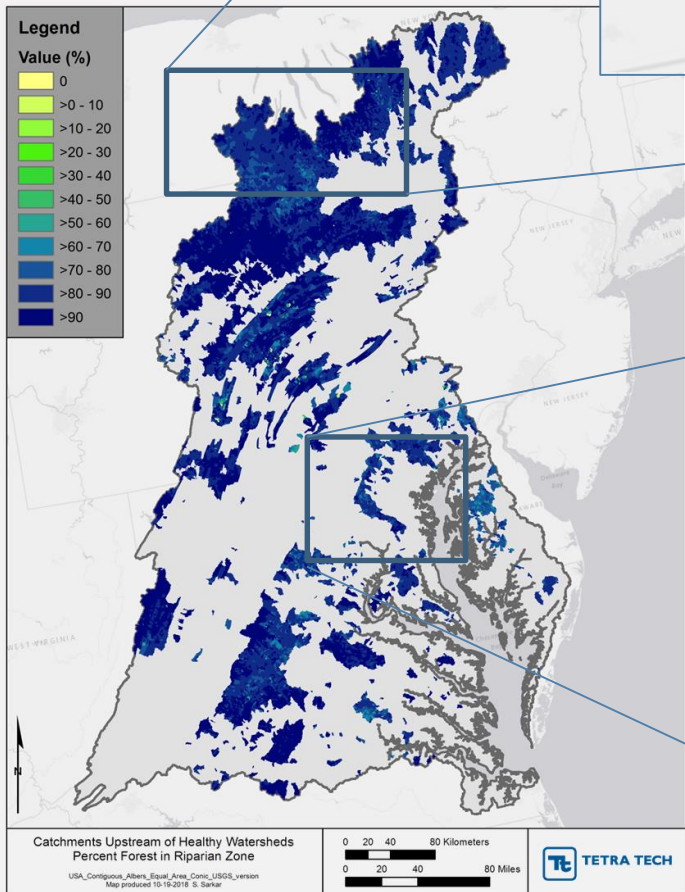 Legend
Value (%)
0
>0 - 10
>10 - 20
>20 - 30
>30 - 40
>40 - 50
>50 - 60
>60 - 70
>70 - 80
>80 - 90
>90
NEW JERSEY
NEW JERSEY
WEST VIRGINIA
N
Catchments Upstream of Healthy Watersheds
Percent Forest in Riparian Zone
USA_Contiguous_Albers_Equal_Area_Conic_USGS_version
Map produced 10-19-2018 S. Sarkar
0 20 40 80 Kilometers
0 20 40 80 Miles
Tt TETRA TECH